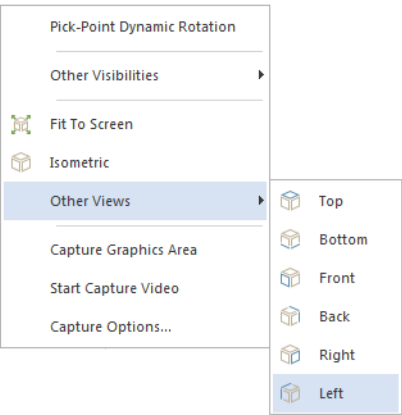 Pick-Point Dynamic Rotation
Other Visibilities
Fit To Screen
Isometric
Other Views
Capture Graphics Area
Start Capture Video
Capture Options...
Top
Bottom
Front
Back
Right
Left